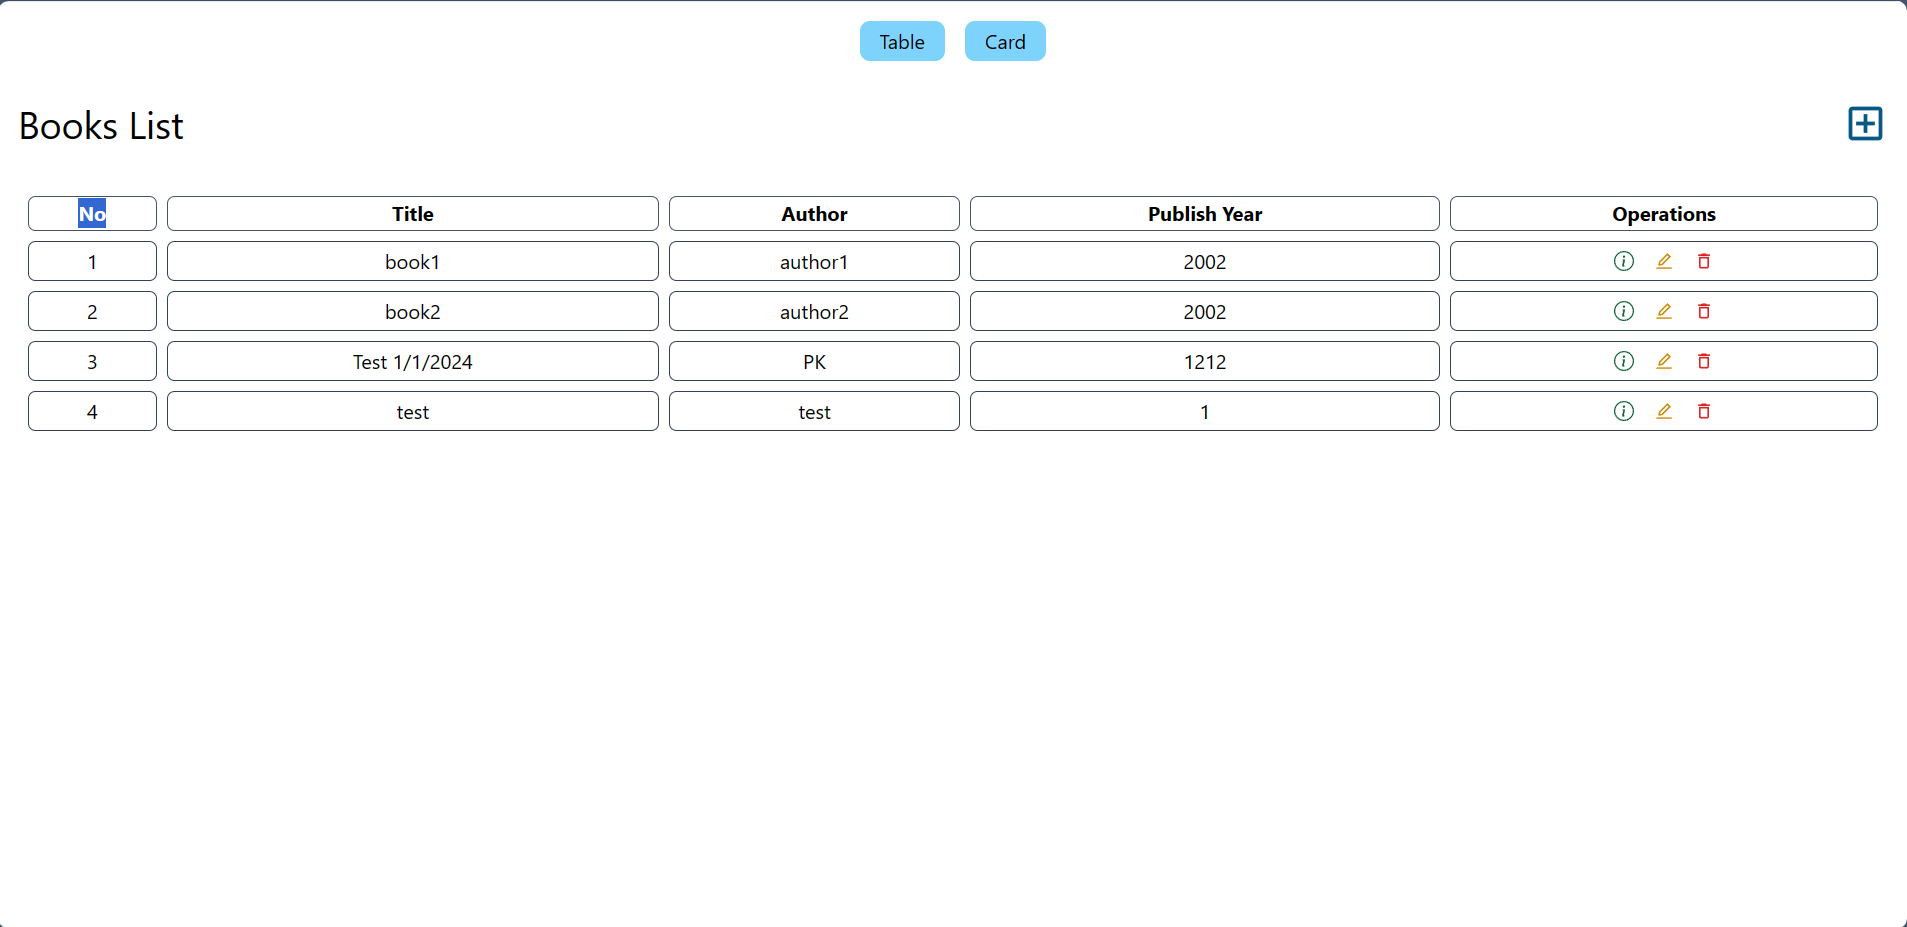 Table Card
Books List
No Title Author Publish Year Operations
1 book1 author1 2002
2 book2 author2 2002
3 Test 1/1/2024 PK 1212
4 test test 1